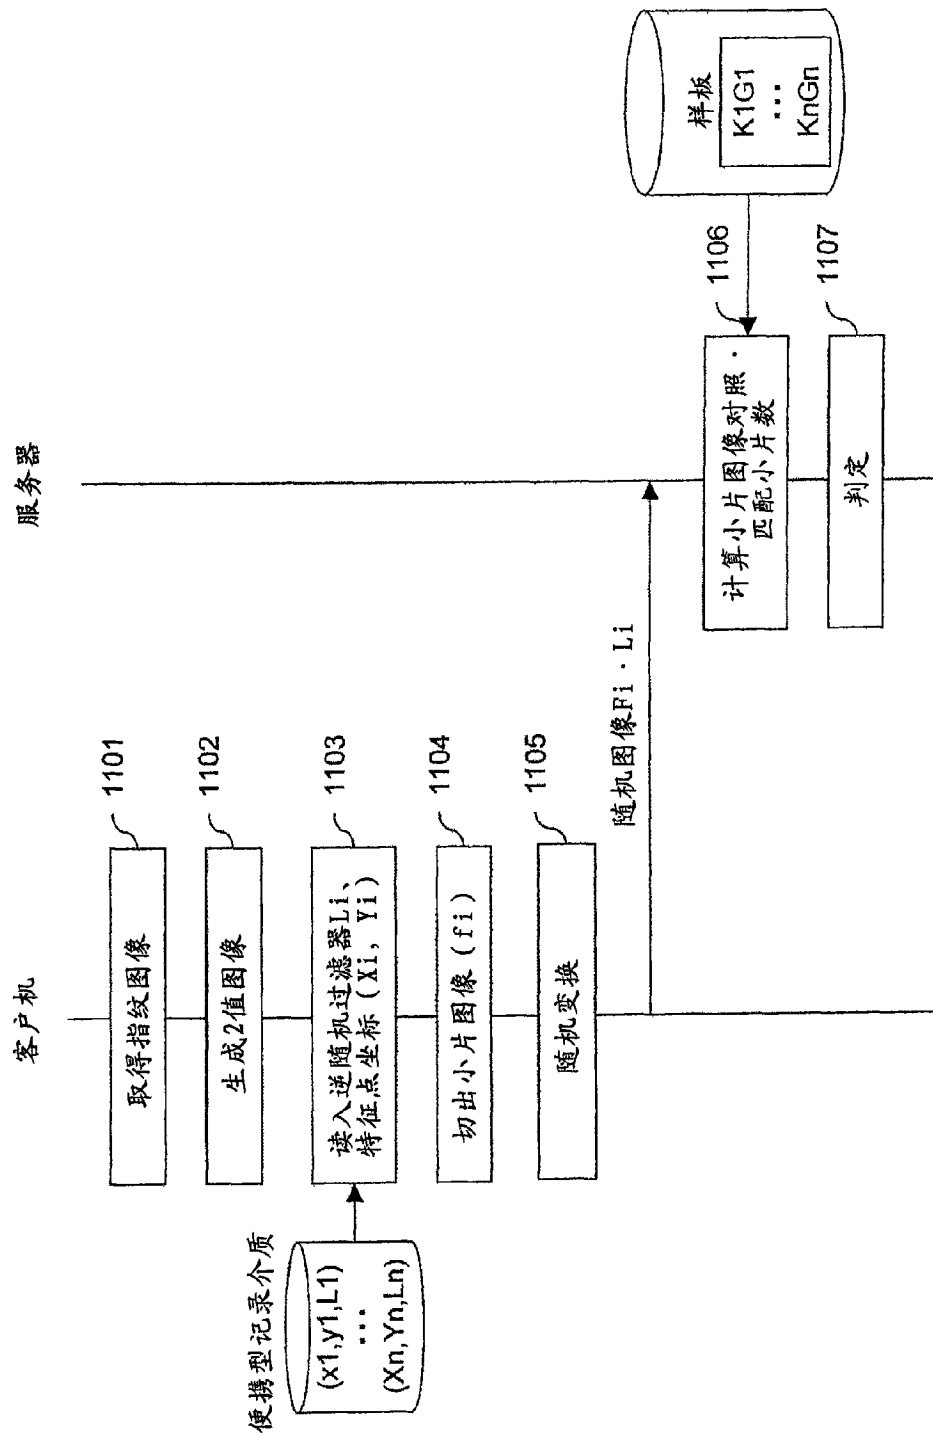 客户机
服务器
取得指纹图像
1101
生成2值图像
1102
便携型记录介质
(x1,y1,L1)
...
(Xn,Yn,Ln)
读入逆随机过滤器Li、
特征点坐标(Xi, Yi)
1103
切出小片图像(fi)
1104
随机变换
1105
随机图像Fi·Li
计算小片图像对照·
匹配小片数
1106
样板
K1G1
...
KnGn
判定
1107